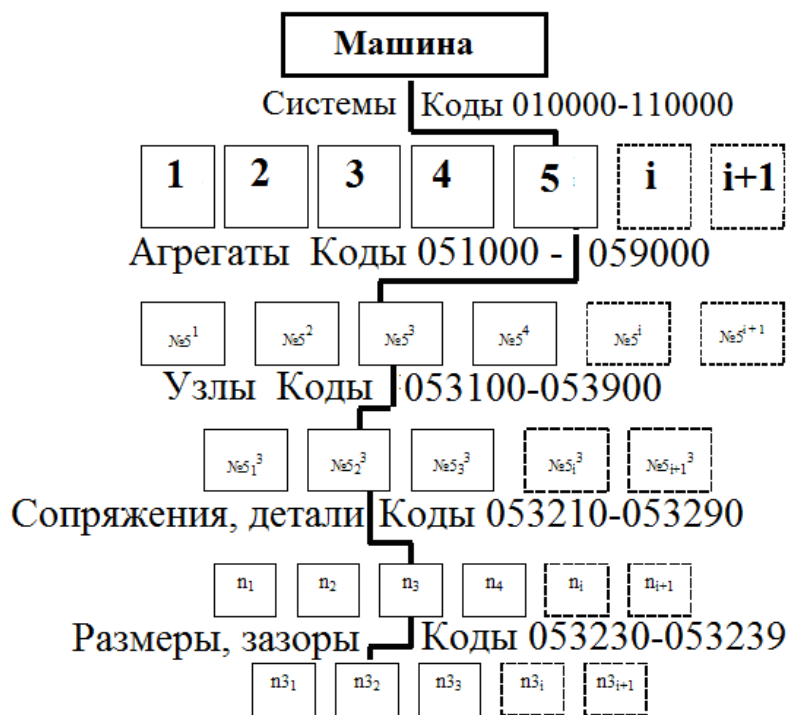 Машина
Системы Коды 010000-110000
1 2 3 4 5 i i+1
Агрегаты Коды 051000 - 059000
№5¹ №5² №5³ №5⁴ №5ⁱ №5ⁱ⁺¹
Узлы Коды 053100-053900
№5₁³ №5₂³ №5₃³ №5ᵢ³ №5ᵢ₊₁³
Сопряжения, детали Коды 053210-053290
n₁ n₂ n₃ n₄ nᵢ nᵢ₊₁
Размеры, зазоры Коды 053230-053239
n3₁ n3₂ n3₃ n3ᵢ n3ᵢ₊₁